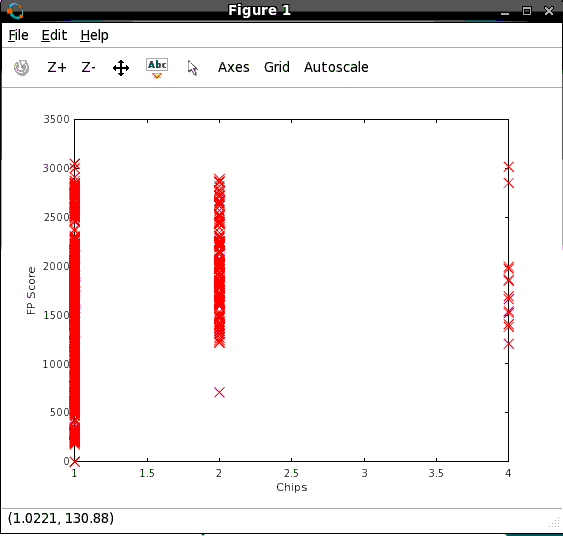 Figure 1
File Edit Help
Z+ Z- Abc Axes Grid Autoscale
3500
3000
2500
2000
1500
1000
500
0
FP Score
1 1.5 2 2.5 3 3.5 4
Chips
(1.0221, 130.88)